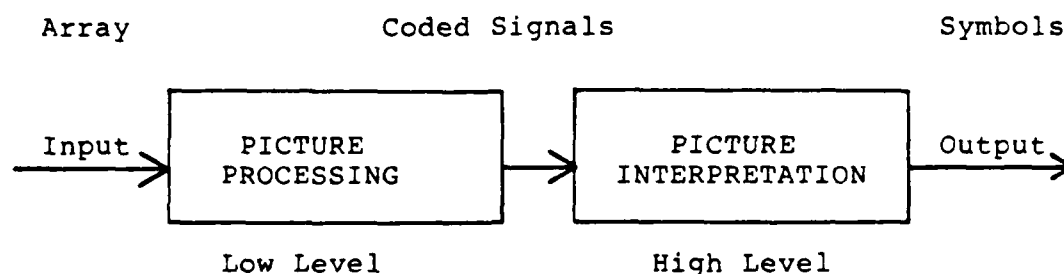 Array Coded Signals Symbols
Input PICTURE PROCESSING PICTURE INTERPRETATION Output
Low Level High Level